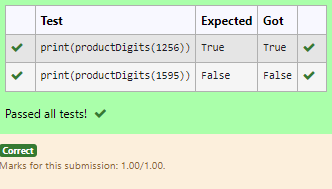 Test Expected Got
print(productDigits(1256)) True True
print(productDigits(1595)) False False
Passed all tests!
Correct
Marks for this submission: 1.00/1.00.